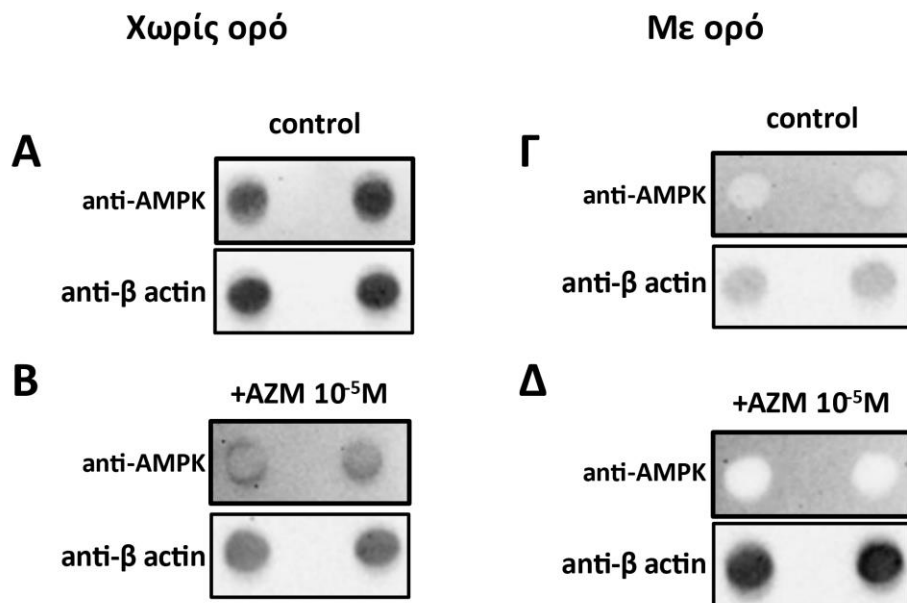 Χωρίς ορό
Με ορό
Α
control
anti-AMPK
anti-β actin
Γ
control
anti-AMPK
anti-β actin
Β
+AZM 10⁻⁵M
anti-AMPK
anti-β actin
Δ
+AZM 10⁻⁵M
anti-AMPK
anti-β actin